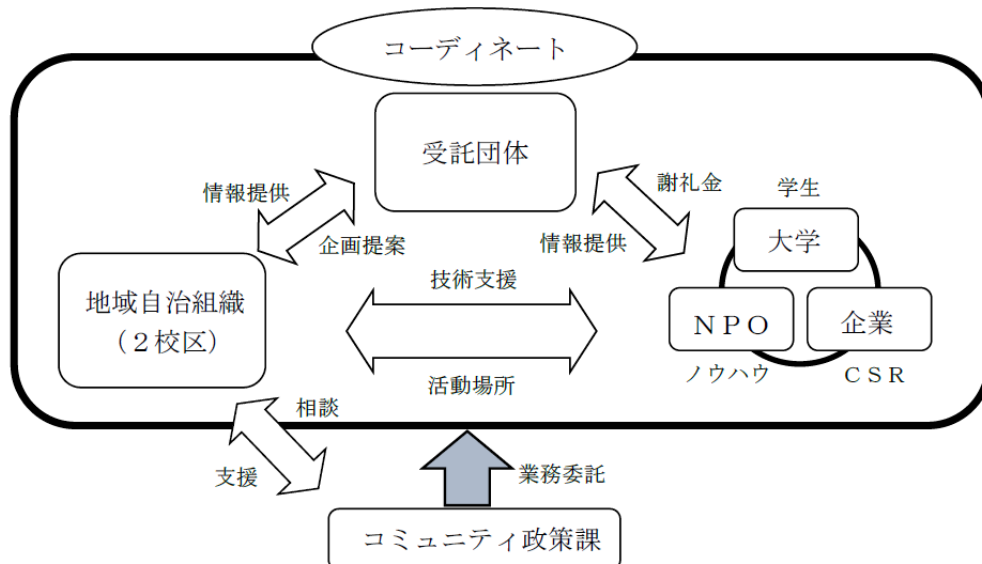 コーディネート
受託団体
情報提供
企画提案
謝礼金
情報提供
学生
大学
ＮＰＯ
企業
ノウハウ
ＣＳＲ
地域自治組織
（２校区）
技術支援
活動場所
相談
支援
業務委託
コミュニティ政策課